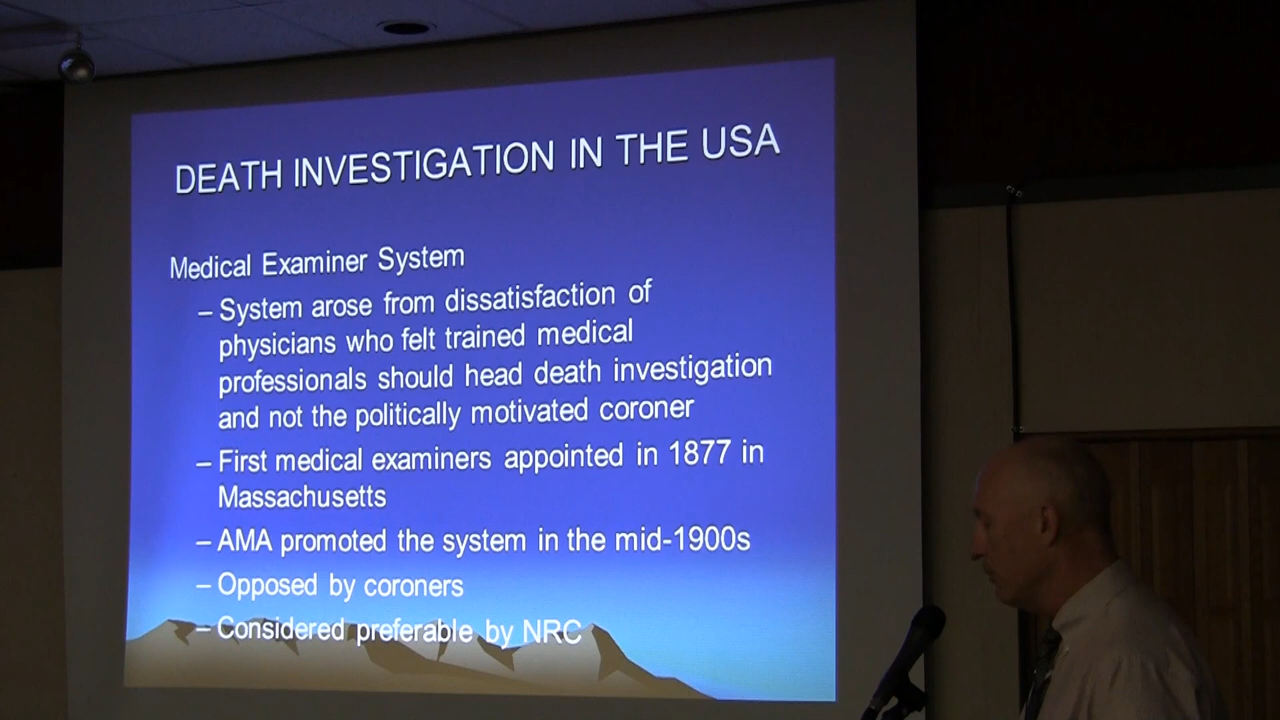 DEATH INVESTIGATION IN THE USA
Medical Examiner System
– System arose from dissatisfaction of
physicians who felt trained medical
professionals should head death investigation
and not the politically motivated coroner
– First medical examiners appointed in 1877 in
Massachusetts
– AMA promoted the system in the mid-1900s
– Opposed by coroners
– Considered preferable by NRC